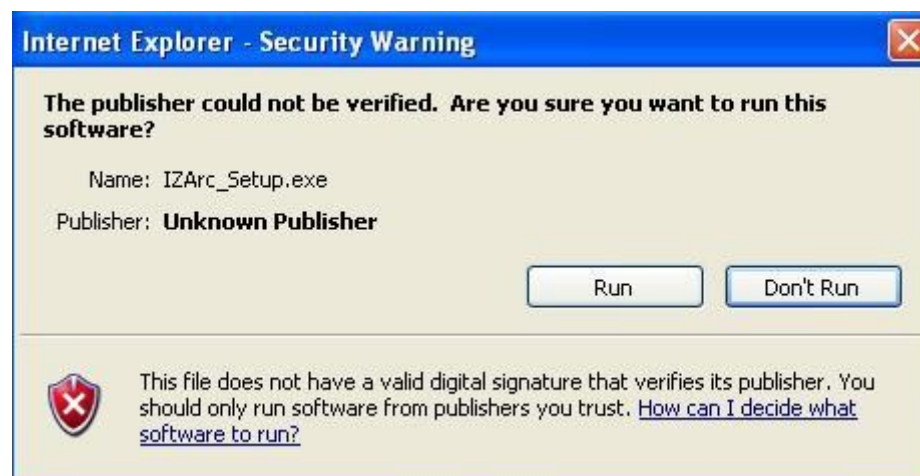 Internet Explorer - Security Warning
The publisher could not be verified.  Are you sure you want to run this
software?
Name: IZArc_Setup.exe
Publisher: Unknown Publisher
Run
Don't Run
This file does not have a valid digital signature that verifies its publisher. You
should only run software from publishers you trust. How can I decide what
software to run?